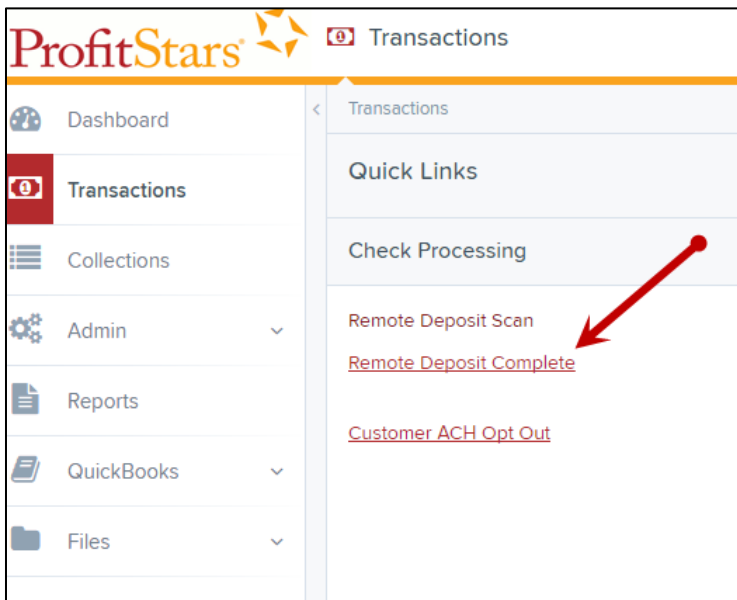 ProfitStars®
Transactions
Dashboard
Transactions
Collections
Admin
Reports
QuickBooks
Files
Transactions
Quick Links
Check Processing
Remote Deposit Scan
Remote Deposit Complete
Customer ACH Opt Out